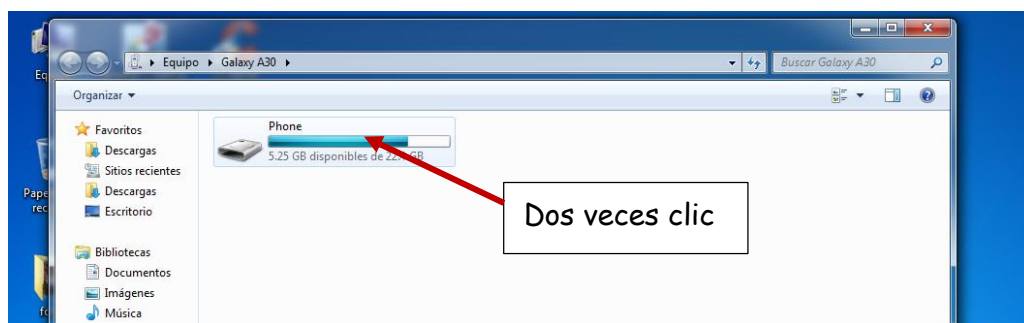 Equipo ▸ Galaxy A30 ▸
Buscar Galaxy A30
Organizar
Favoritos
Descargas
Sitios recientes
Descargas
Escritorio
Bibliotecas
Documentos
Imágenes
Música
Phone
5.25 GB disponibles de GB
Dos veces clic